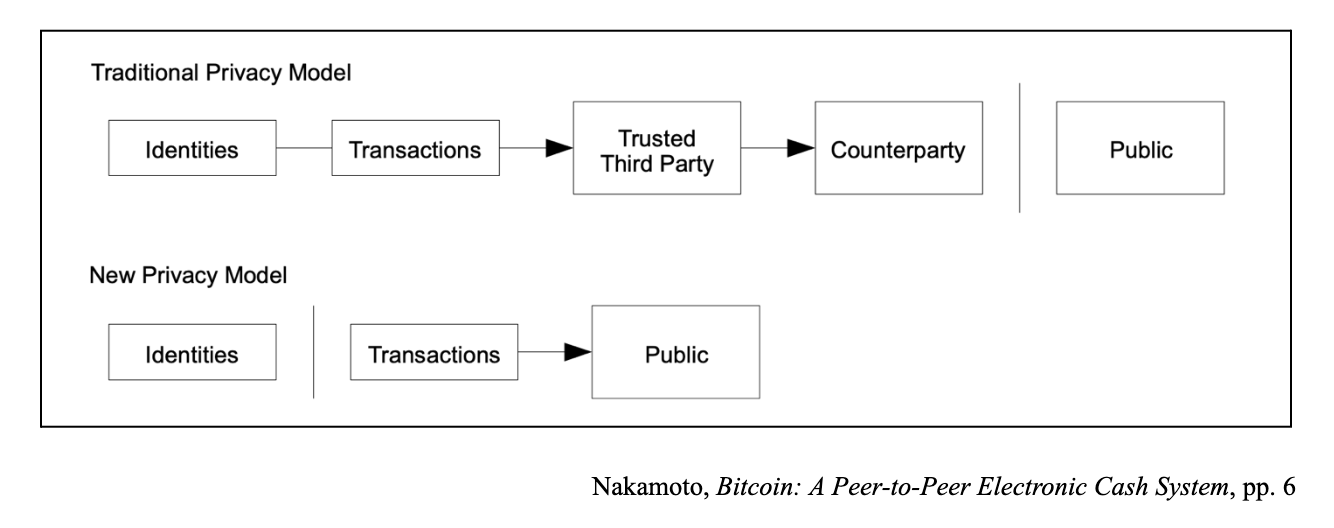 Traditional Privacy Model
Identities
Transactions
Trusted
Third Party
Counterparty
Public
New Privacy Model
Identities
Transactions
Public
Nakamoto, Bitcoin: A Peer-to-Peer Electronic Cash System, pp. 6